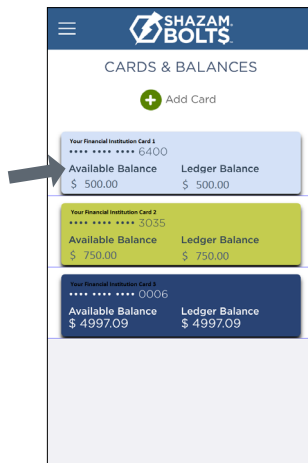 SHAZAM.
BOLT$.
CARDS & BALANCES
Add Card
Your Financial Institution Card 1
•••• •••• •••• 6400
Available Balance Ledger Balance
$ 500.00 $ 500.00
Your Financial Institution Card 2
•••• •••• •••• 3035
Available Balance Ledger Balance
$ 750.00 $ 750.00
Your Financial Institution Card 3
•••• •••• •••• 0006
Available Balance Ledger Balance
$ 4997.09 $ 4997.09